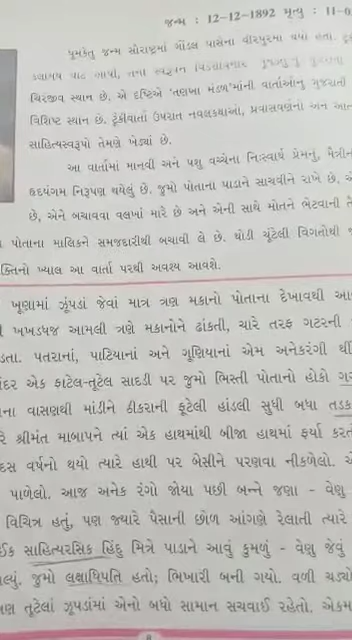 જન્મ : 12-12-1892 મૃત્યુ : 11-
ધૂમકેતુ જન્મ સૌરાષ્ટ્રમાં ગોંડલ પાસેના વીરપુરમાં થયો હતો.
ચિરંજીવ સ્થાન છે. એ દૃષ્ટિએ 'તણખા મંડળ'માંની વાર્તાઓનું ગુજરાતી
વિશિષ્ટ સ્થાન છે. ટૂંકીવાર્તા ઉપરાંત નવલકથાઓ, પ્રવાસવર્ણનો અને આત
સાહિત્યસ્વરૂપો તેમણે ખેડ્યાં છે.
આ વાર્તામાં માનવી અને પશુ વચ્ચેના નિઃસ્વાર્થ પ્રેમનું, મૈત્રીન
હૃદયંગમ નિરૂપણ થયેલું છે. જુમો પોતાના પાડાને સાચવીને રાખે છે,
છે, એને બચાવવા વલખાં મારે છે અને એની સાથે મોતને ભેટવાની તૈ
પોતાના માલિકને સમજદારીથી બચાવી લે છે. થોડી ચૂંટેલી વિગતોથી
ક્તિનો ખ્યાલ આ વાર્તા પરથી અવશ્ય આવશે.
ખૂણામાં ઝૂંપડાં જેવાં માત્ર ત્રણ મકાનો પોતાના દેખાવથી આ
ખખડધજ આમલી ત્રણે મકાનોને ઢાંકતી, ચારે તરફ ગટરની
ડતા. પતરાનાં, પાટિયાનાં અને ગૂણિયાનાં એમ અનેકરંગી થીં
ંદર એક ફાટેલ-તૂટેલ સાદડી પર જુમો ભિસ્તી પોતાનો હોકો ગ
ના વાસણથી માંડીને ઠીકરાની ફૂટેલી હાંડલી સુધી બધા તડક
રે શ્રીમંત માબાપને ત્યાં એક હાથમાંથી બીજા હાથમાં ફર્યા કરત
દસ વર્ષનો થયો ત્યારે હાથી પર બેસીને પરણવા નીકળેલો.
પાળેલો. આજ અનેક રંગો જોયા પછી બન્ને જણા - વેણુ
વિચિત્ર હતું, પણ જ્યારે પૈસાની છોળ આંગણે રેલાતી ત્યારે
ઈક સાહિત્યરસિક હિંદુ મિત્રે પાડાને આવું કુમળું - વેણુ જેવું
લ્યું. જુમો લક્ષાધિપતિ હતો; ભિખારી બની ગયો. વળી ચડ્યો
ણ તૂટેલાં ઝૂપડાંમાં એનો બધો સામાન સચવાઈ રહેતો. એકમ